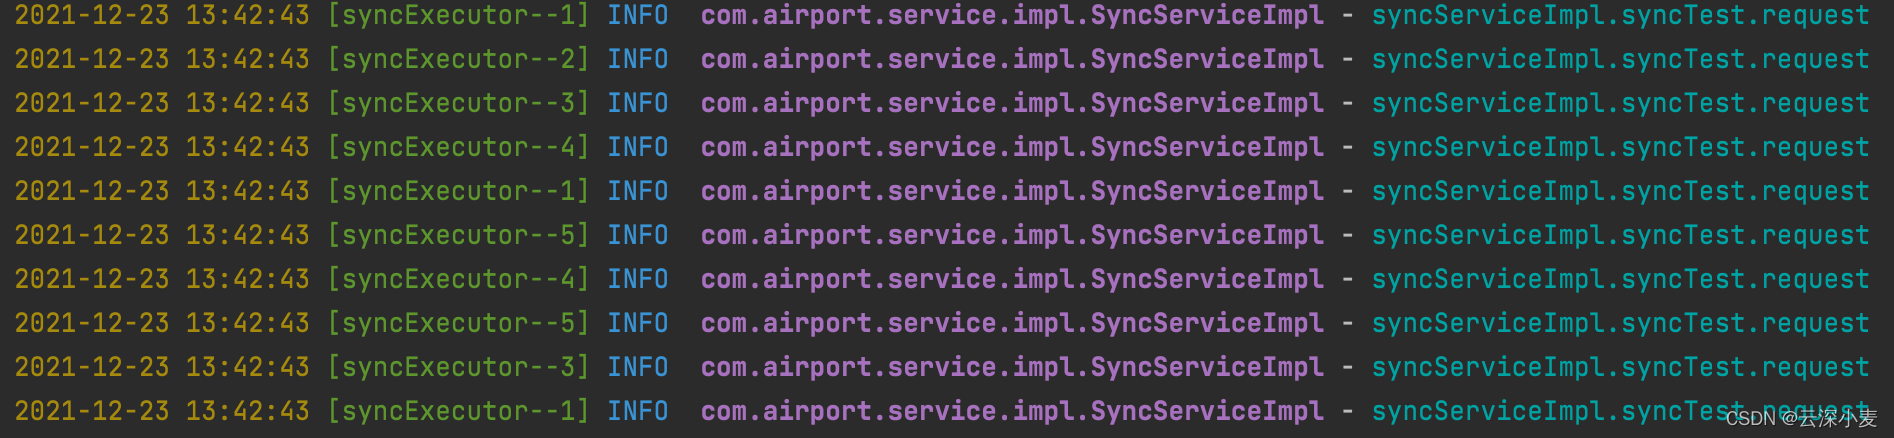 2021-12-23 13:42:43 [syncExecutor--1] INFO  com.airport.service.impl.SyncServiceImpl - syncServiceImpl.syncTest.request
2021-12-23 13:42:43 [syncExecutor--2] INFO  com.airport.service.impl.SyncServiceImpl - syncServiceImpl.syncTest.request
2021-12-23 13:42:43 [syncExecutor--3] INFO  com.airport.service.impl.SyncServiceImpl - syncServiceImpl.syncTest.request
2021-12-23 13:42:43 [syncExecutor--4] INFO  com.airport.service.impl.SyncServiceImpl - syncServiceImpl.syncTest.request
2021-12-23 13:42:43 [syncExecutor--1] INFO  com.airport.service.impl.SyncServiceImpl - syncServiceImpl.syncTest.request
2021-12-23 13:42:43 [syncExecutor--5] INFO  com.airport.service.impl.SyncServiceImpl - syncServiceImpl.syncTest.request
2021-12-23 13:42:43 [syncExecutor--4] INFO  com.airport.service.impl.SyncServiceImpl - syncServiceImpl.syncTest.request
2021-12-23 13:42:43 [syncExecutor--5] INFO  com.airport.service.impl.SyncServiceImpl - syncServiceImpl.syncTest.request
2021-12-23 13:42:43 [syncExecutor--3] INFO  com.airport.service.impl.SyncServiceImpl - syncServiceImpl.syncTest.request
2021-12-23 13:42:43 [syncExecutor--1] INFO  com.airport.service.impl.SyncServiceImpl - syncServiceImpl.syncTest.request
CSDN @云深小麦